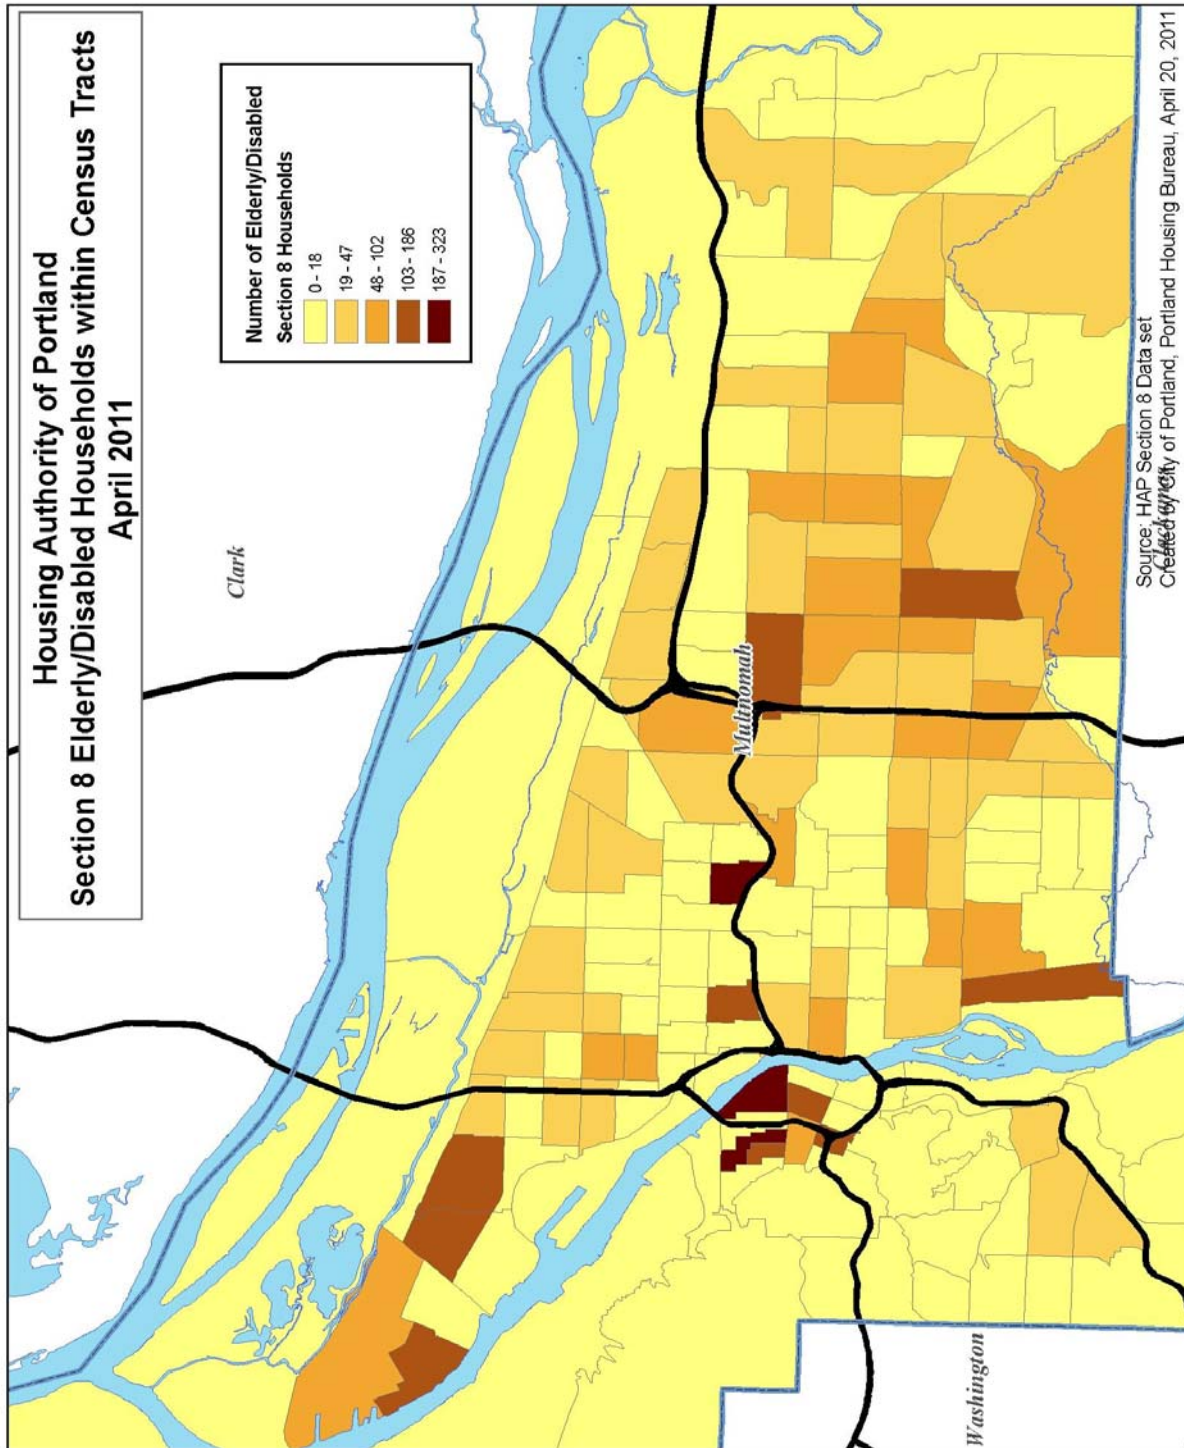 Housing Authority of Portland
Section 8 Elderly/Disabled Households within Census Tracts
April 2011
Number of Elderly/Disabled
Section 8 Households
0 - 18
19 - 47
48 - 102
103 - 186
187 - 323
Clark
Multnomah
Washington
Clackamas
Source: HAP Section 8 Data set
Created by City of Portland, Portland Housing Bureau, April 20, 2011